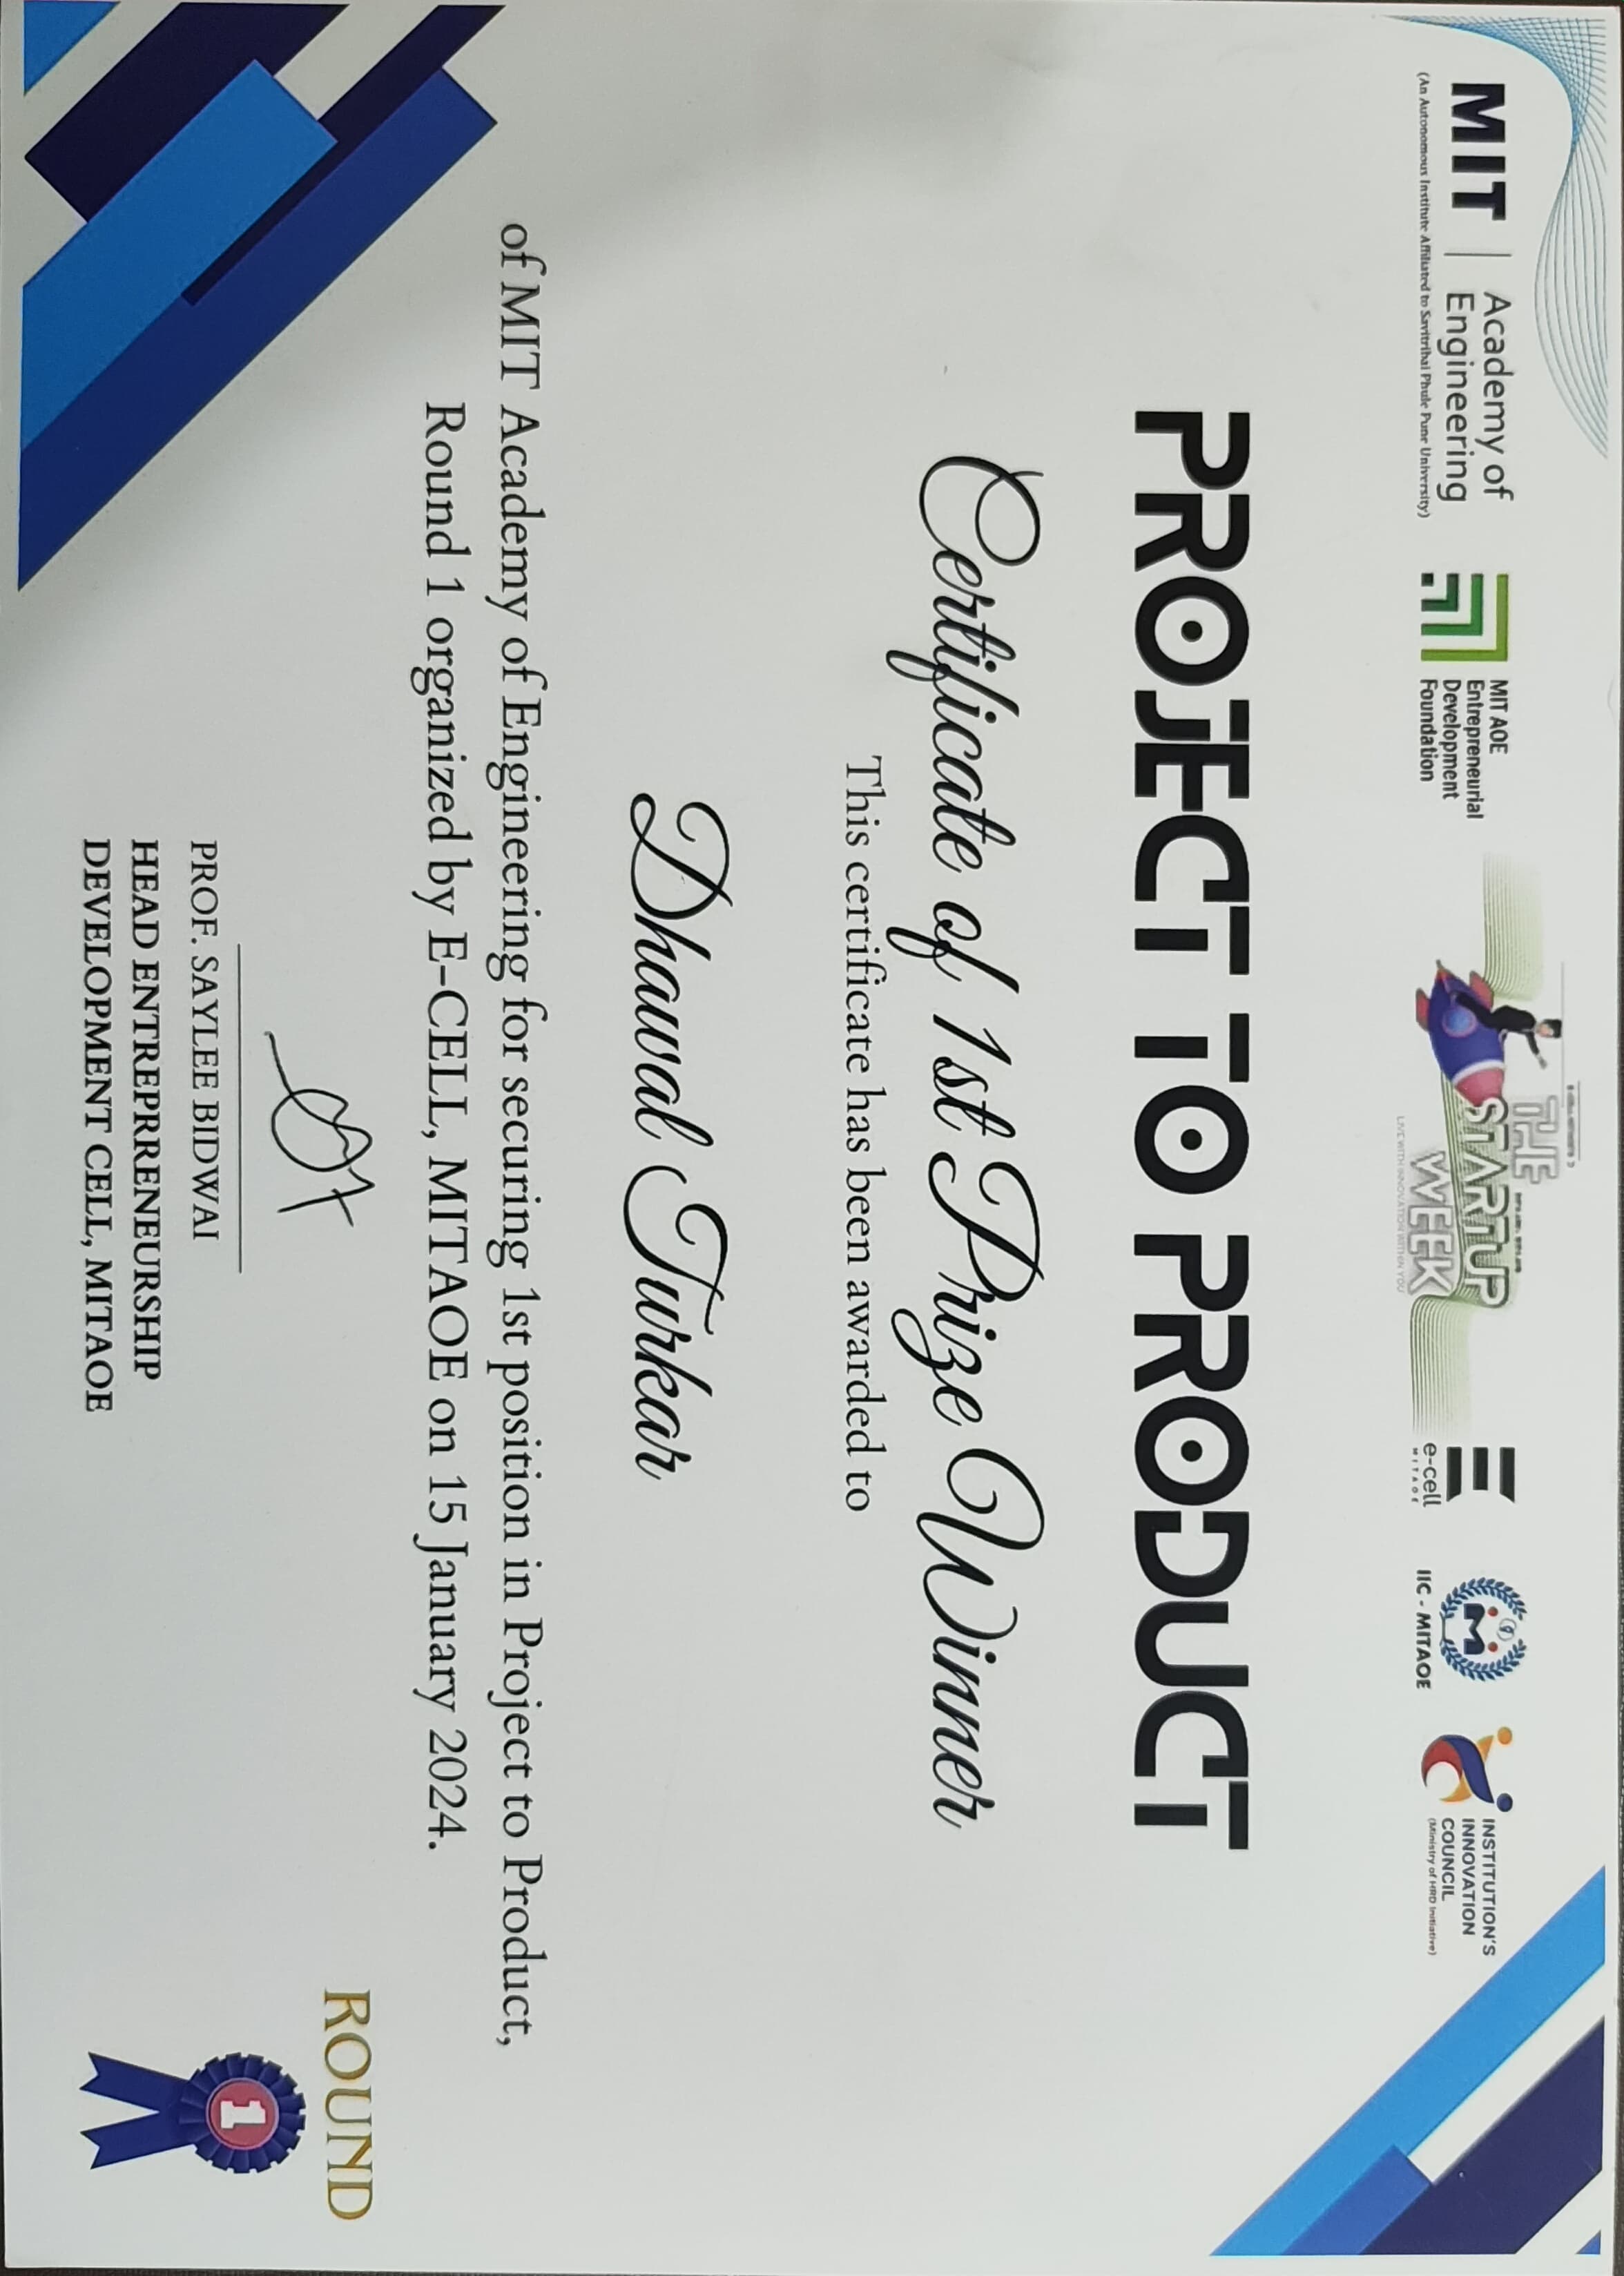 MIT
Academy of
Engineering
(An Autonomous Institute Affiliated to Savitribai Phule Pune University)
MIT AOE
Entrepreneurial
Development
Foundation
THE
STARTUP
WEEK
LIVE WITH INNOVATION WITHIN YOU
e-cell
MITAOE
IIC - MITAOE
INSTITUTION'S
INNOVATION
COUNCIL
(Ministry of HRD Initiative)
PROJECT TO PRODUCT
Certificate of 1st Prize Winner
This certificate has been awarded to
Dhawal Turkar
of MIT Academy of Engineering for securing 1st position in Project to Product,
Round 1 organized by E-CELL, MITAOE on 15 January 2024.
PROF. SAYLEE BIDWAI
HEAD ENTREPRRENEURSHIP
DEVELOPMENT CELL, MITAOE
ROUND
1